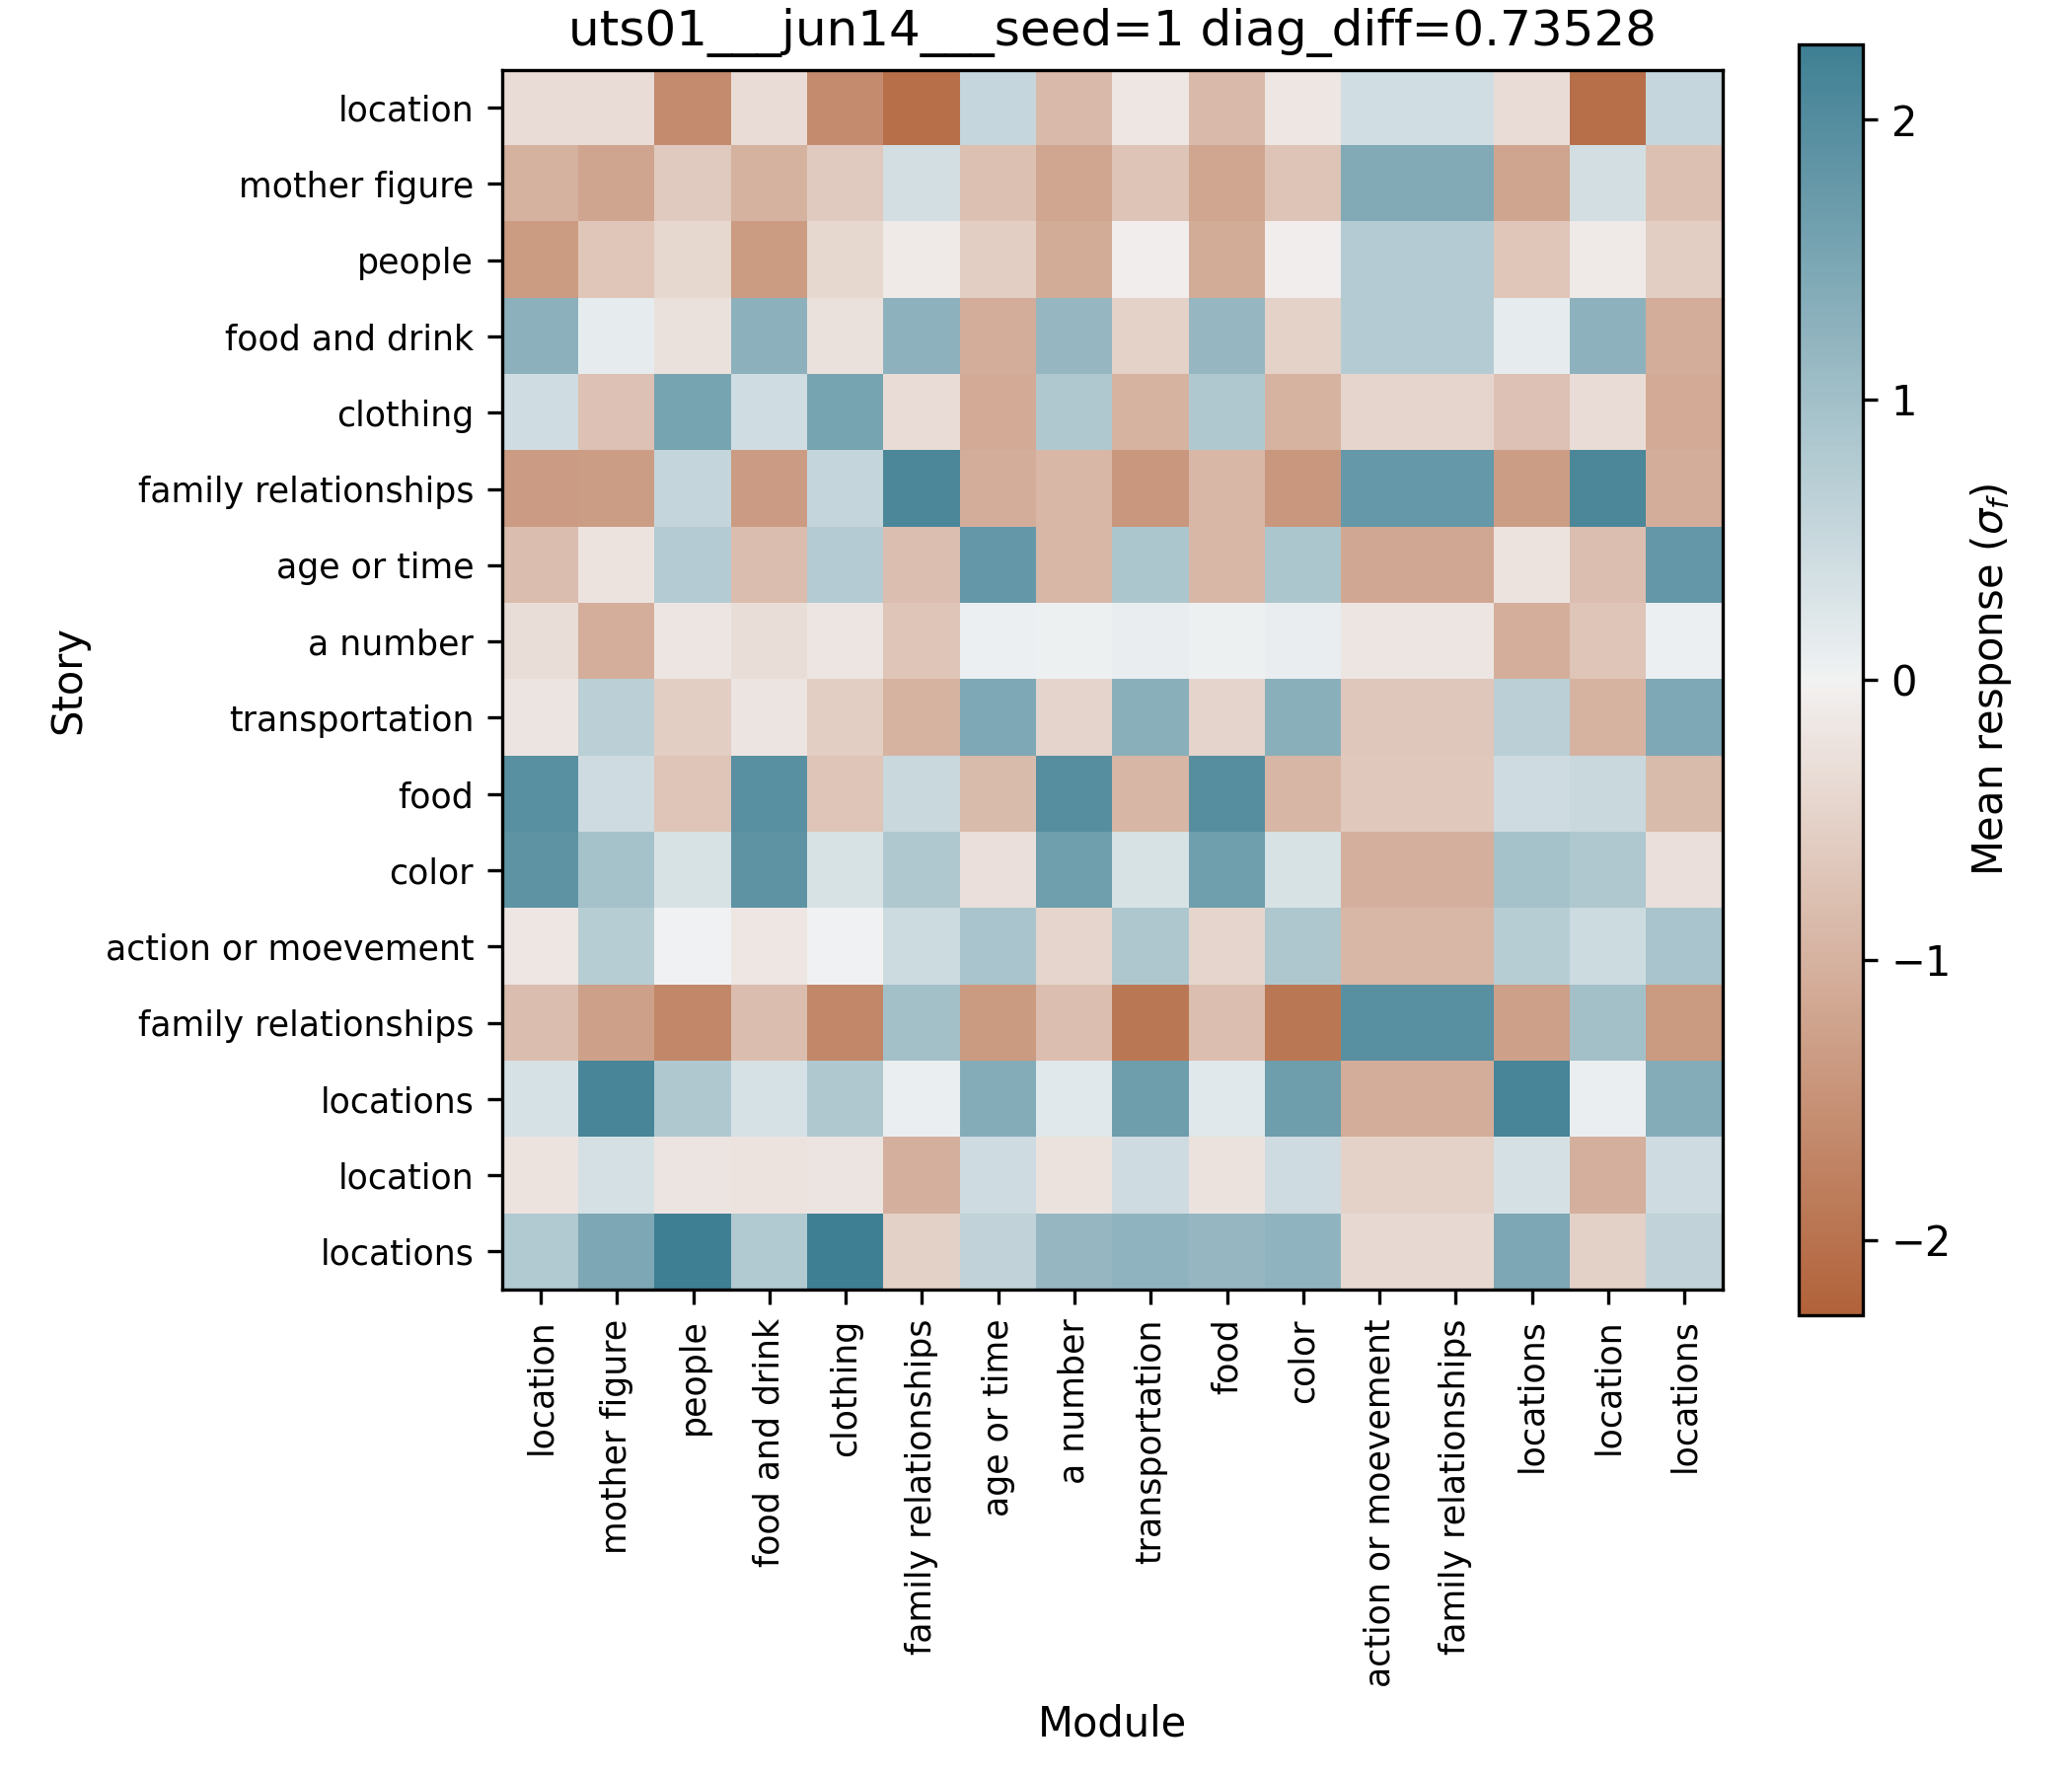 uts01___jun14___seed=1 diag_diff=0.73528
Story
location
mother figure
people
food and drink
clothing
family relationships
age or time
a number
transportation
food
color
action or moevement
family relationships
locations
location
locations
location
mother figure
people
food and drink
clothing
family relationships
age or time
a number
transportation
food
color
action or moevement
family relationships
locations
location
locations
Module
2
1
0
−1
−2
Mean response (σf)